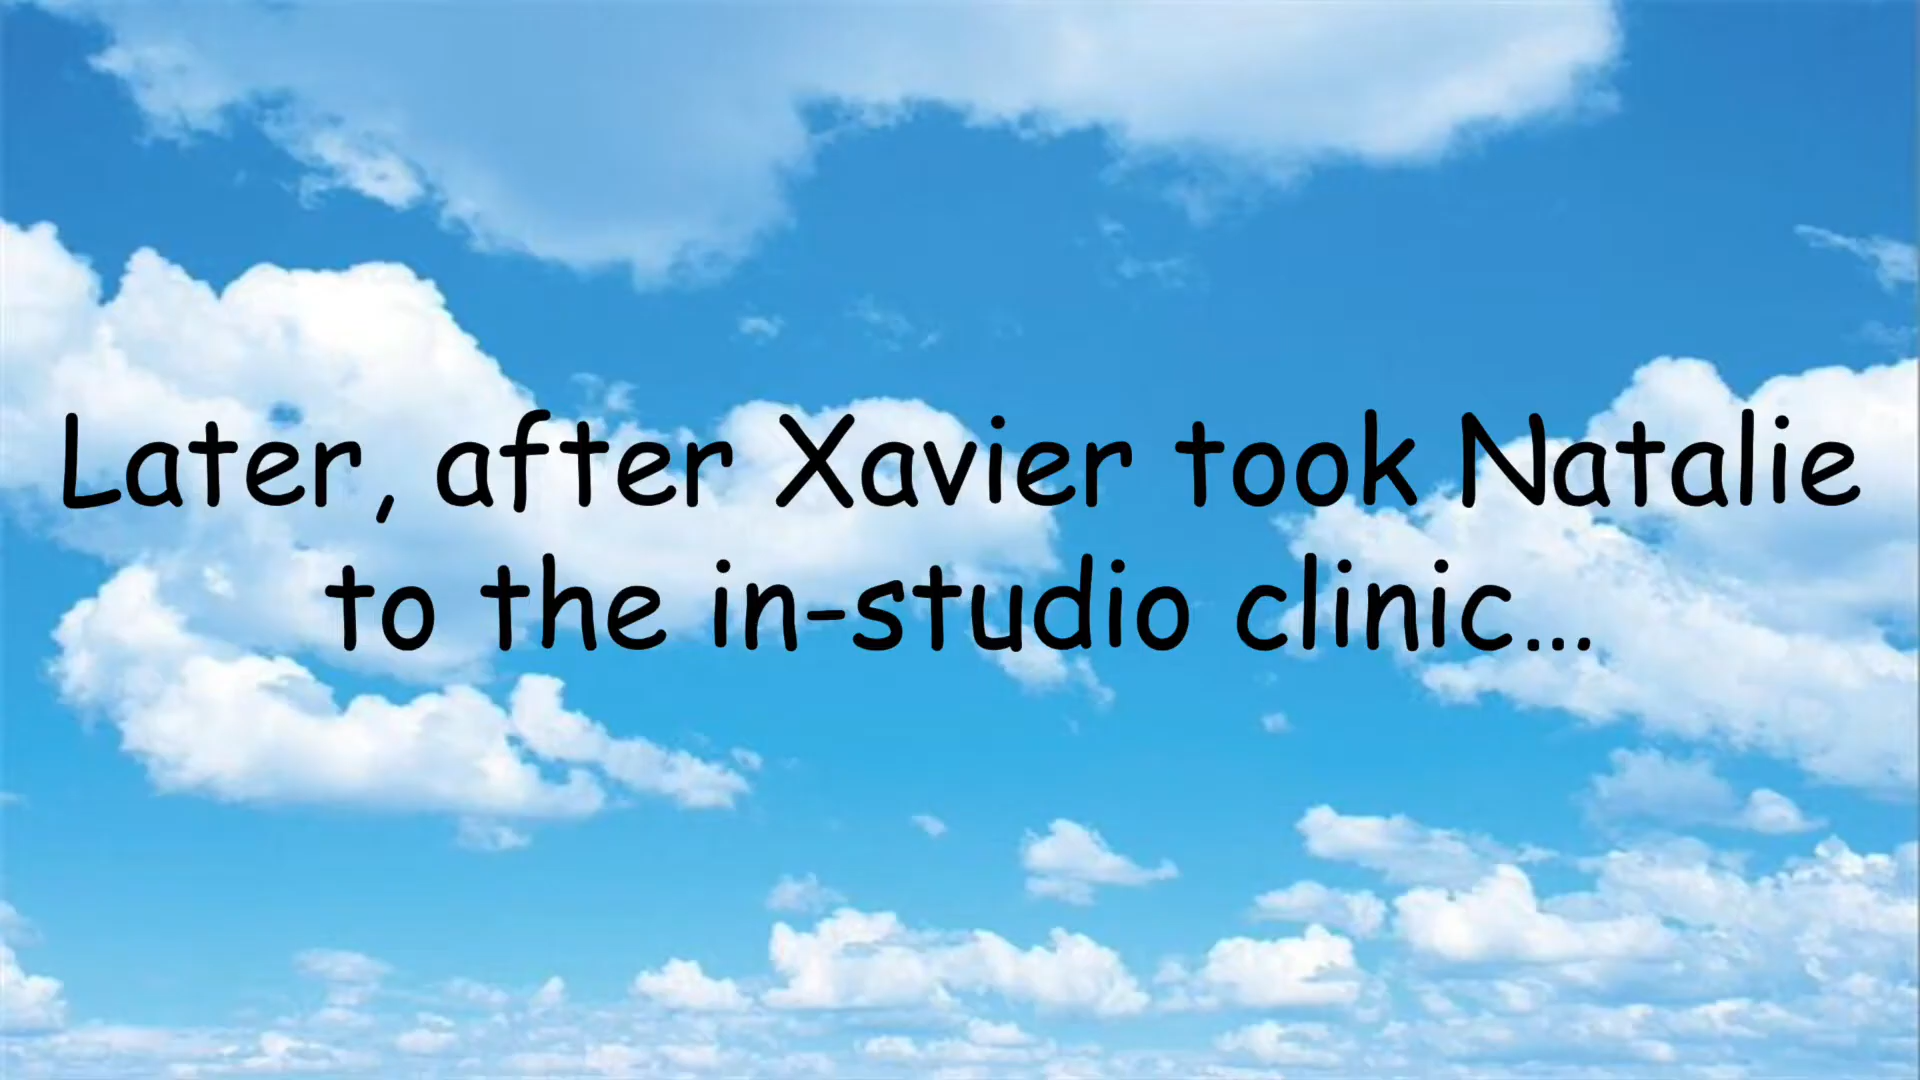 Later, after Xavier took Natalie
to the in-studio clinic...